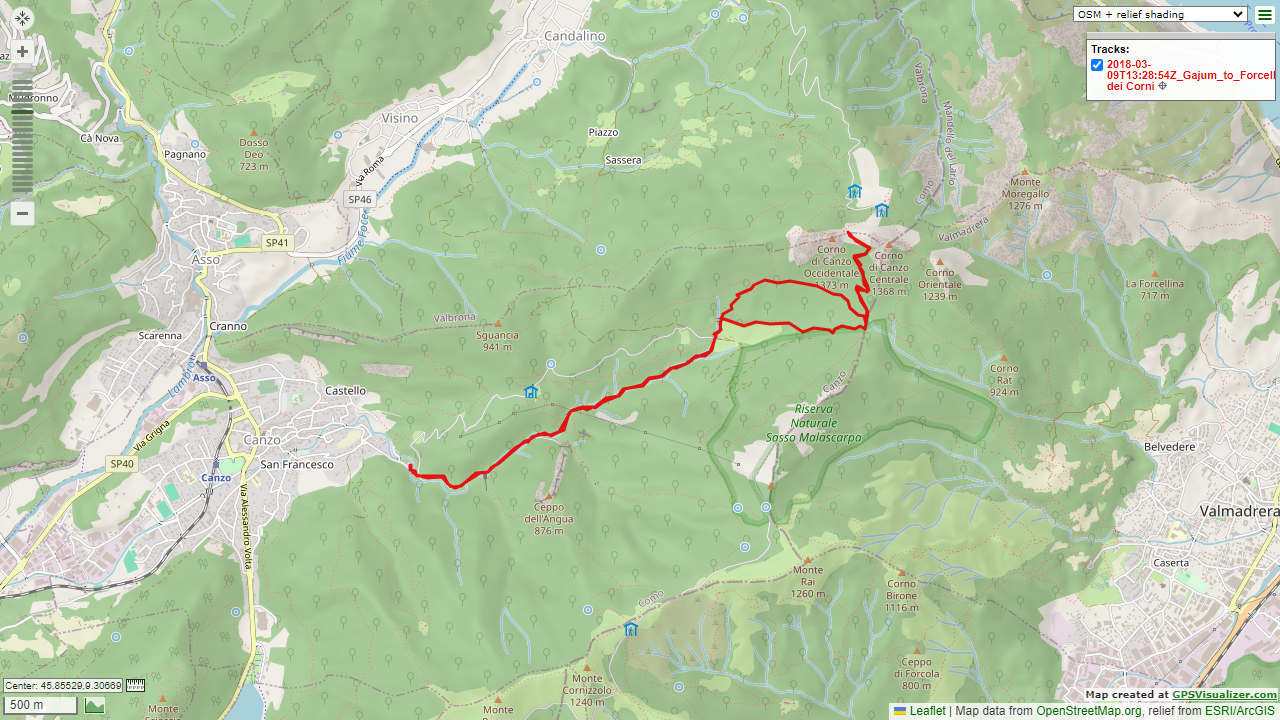 OSM + relief shading
Tracks:
2018-03-
09T13:28:54Z_Gajum_to_Forcell
dei Corni
Candalino
Visino
Piazzo
Sassera
Cà Nova
Pagnano
Dosso
Deo
723 m
Via Roma
SP46
SP41
Fiume Foce
Asso
Valbrona
Mandello del Lario
Corno
Monte
Moregallo
1276 m
Valmadrera
Corno
di Canzo
Occidentale
1373 m
Corno
di Canzo
Centrale
1368 m
Corno
Orientale
1239 m
La Forcellina
717 m
Cranno
Scarenna
Valbrona
Sguancia
941 m
Lambro
Asso
Castello
Canzo
Corno
Rat
924 m
Riserva
Naturale
Sasso Malascarpa
Via Grigna
Canzo
San Francesco
SP40
Canzo
Belvedere
Via Alessandro Volta
Ceppo
dell'Angua
876 m
Valmadrera
Caserta
Monte
Rai
1260 m
Corno
Birone
1116 m
Como
Ceppo
di Forcola
800 m
Monte
Cornizzolo
1240 m
Monte
Monte
Center: 45.85529,9.30669
500 m
Map created at GPSVisualizer.com
Leaflet | Map data from OpenStreetMap.org, relief from ESRI/ArcGIS